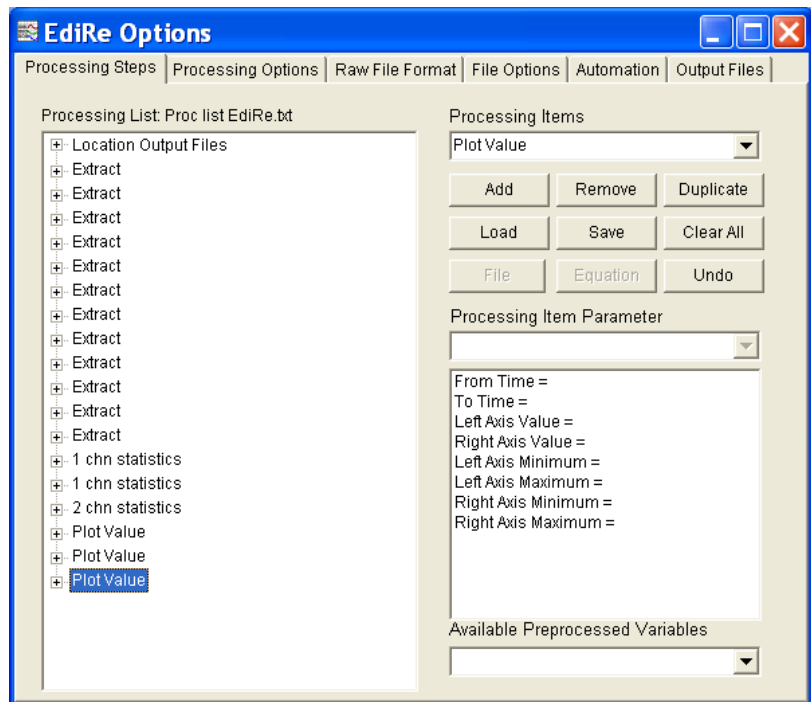 EdiRe Options
Processing Steps
Processing Options
Raw File Format
File Options
Automation
Output Files
Processing List: Proc list EdiRe.txt
Location Output Files
Extract
Extract
Extract
Extract
Extract
Extract
Extract
Extract
Extract
Extract
Extract
Extract
1 chn statistics
1 chn statistics
2 chn statistics
Plot Value
Plot Value
Plot Value
Processing Items
Plot Value
Add
Remove
Duplicate
Load
Save
Clear All
File
Equation
Undo
Processing Item Parameter
From Time =
To Time =
Left Axis Value =
Right Axis Value =
Left Axis Minimum =
Left Axis Maximum =
Right Axis Minimum =
Right Axis Maximum =
Available Preprocessed Variables